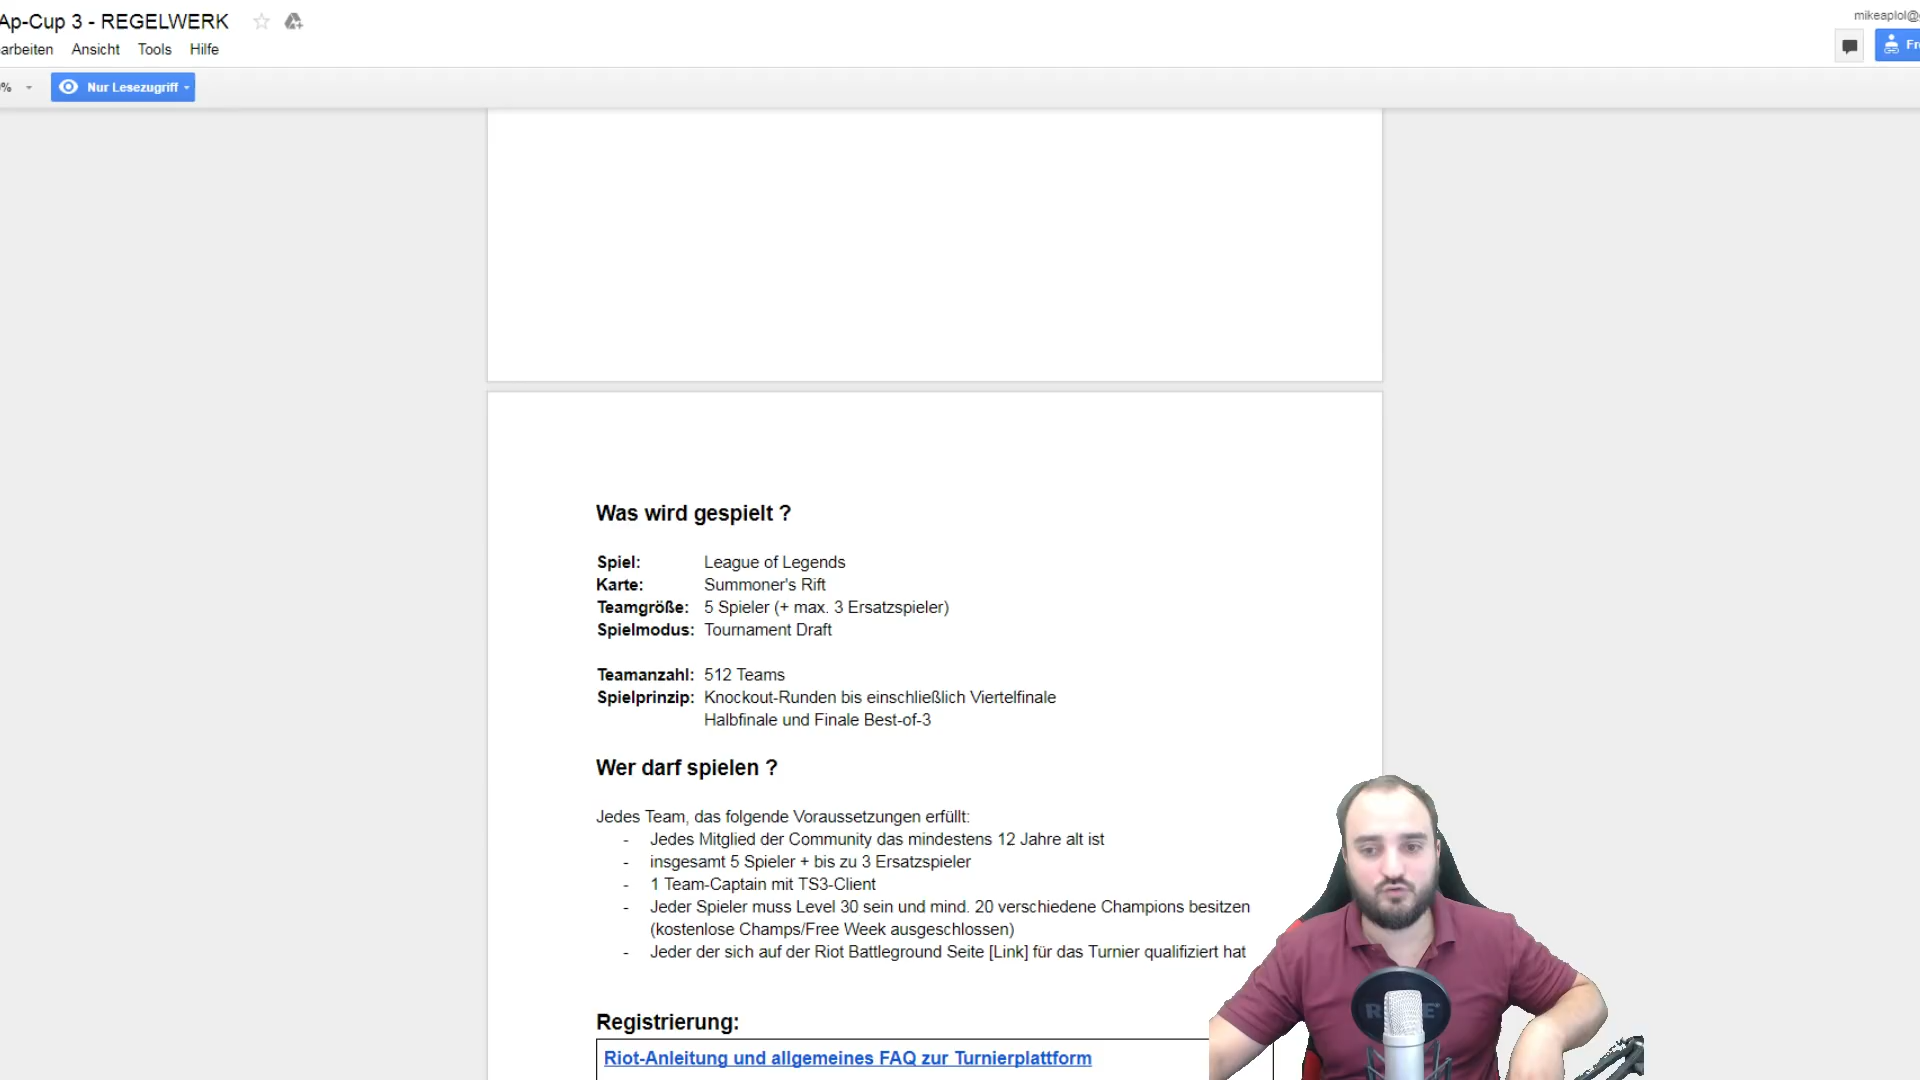 Ap-Cup 3 - REGELWERK
arbeiten Ansicht Tools Hilfe
mikeaplol@
% Nur Lesezugriff
Was wird gespielt ?
Spiel: League of Legends
Karte: Summoner's Rift
Teamgröße: 5 Spieler (+ max. 3 Ersatzspieler)
Spielmodus: Tournament Draft
Teamanzahl: 512 Teams
Spielprinzip: Knockout-Runden bis einschließlich Viertelfinale
Halbfinale und Finale Best-of-3
Wer darf spielen ?
Jedes Team, das folgende Voraussetzungen erfüllt:
- Jedes Mitglied der Community das mindestens 12 Jahre alt ist
- insgesamt 5 Spieler + bis zu 3 Ersatzspieler
- 1 Team-Captain mit TS3-Client
- Jeder Spieler muss Level 30 sein und mind. 20 verschiedene Champions besitzen
(kostenlose Champs/Free Week ausgeschlossen)
- Jeder der sich auf der Riot Battleground Seite [Link] für das Turnier qualifiziert hat
Registrierung:
Riot-Anleitung und allgemeines FAQ zur Turnierplattform